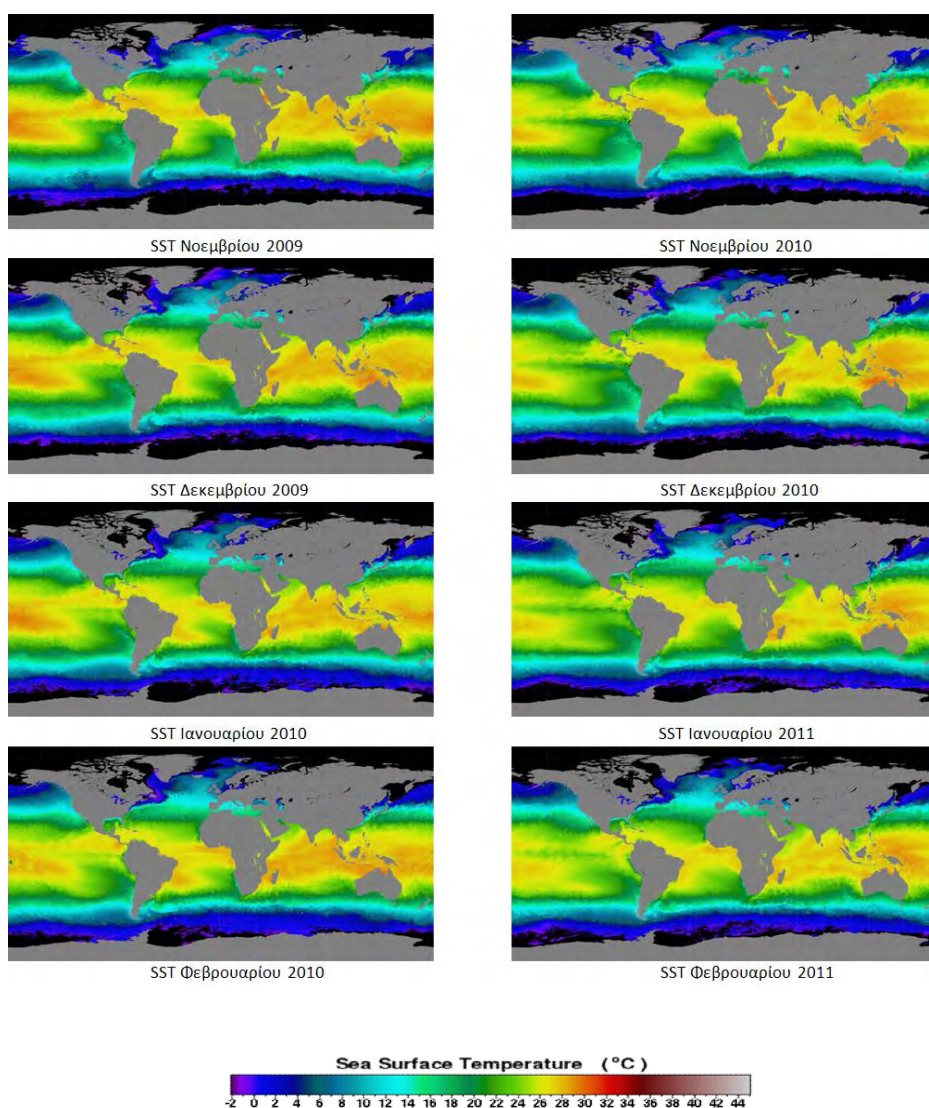 SST Νοεμβρίου 2009
SST Νοεμβρίου 2010
SST Δεκεμβρίου 2009
SST Δεκεμβρίου 2010
SST Ιανουαρίου 2010
SST Ιανουαρίου 2011
SST Φεβρουαρίου 2010
SST Φεβρουαρίου 2011
Sea Surface Temperature (°C)
-2 0 2 4 6 8 10 12 14 16 18 20 22 24 26 28 30 32 34 36 38 40 42 44